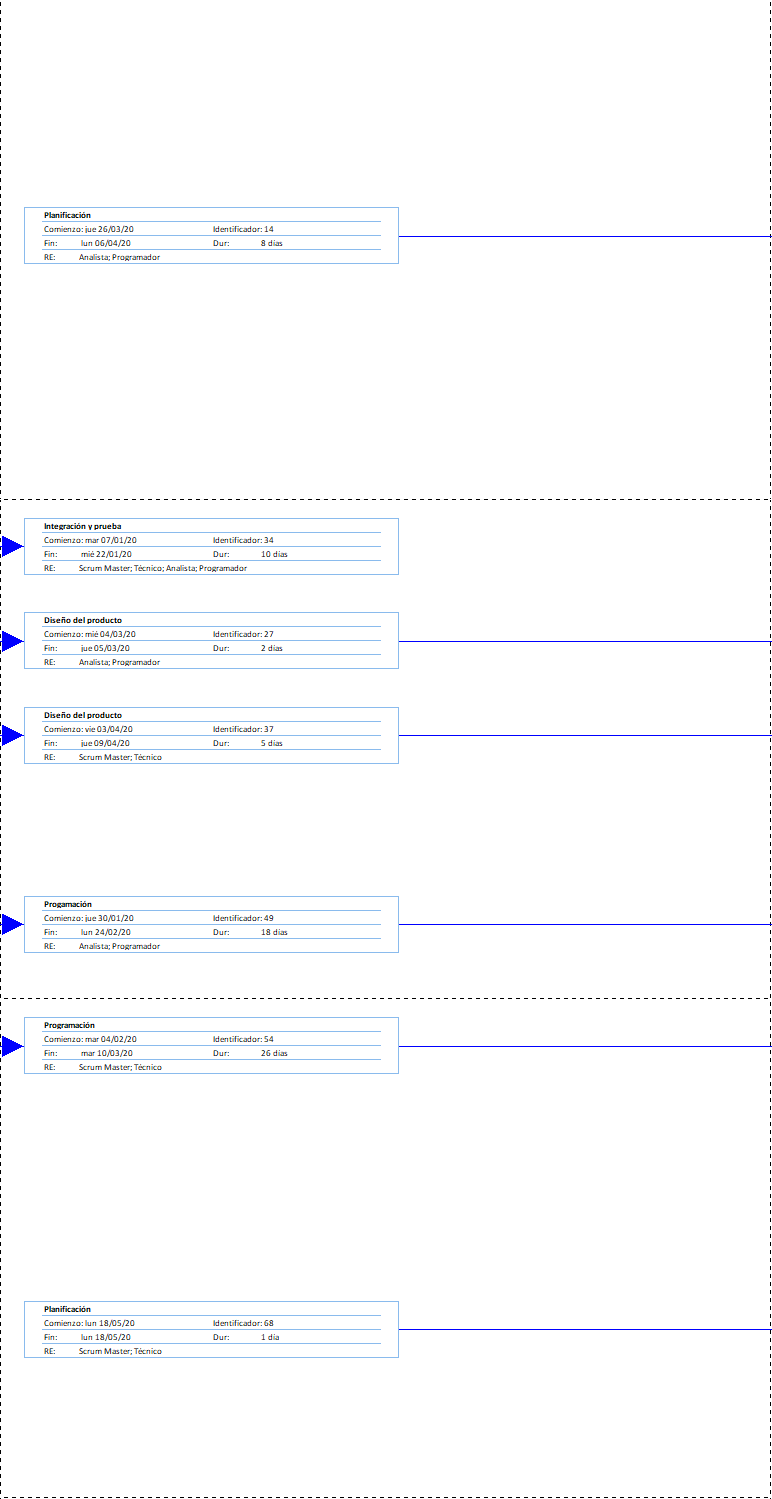 Planificación
Comienzo: jue 26/03/20 Identificador: 14
Fin: lun 06/04/20 Dur: 8 días
RE: Analista; Programador
Integración y prueba
Comienzo: mar 07/01/20 Identificador: 34
Fin: mié 22/01/20 Dur: 10 días
RE: Scrum Master; Técnico; Analista; Programador
Diseño del producto
Comienzo: mié 04/03/20 Identificador: 27
Fin: jue 05/03/20 Dur: 2 días
RE: Analista; Programador
Diseño del producto
Comienzo: vie 03/04/20 Identificador: 37
Fin: jue 09/04/20 Dur: 5 días
RE: Scrum Master; Técnico
Progamación
Comienzo: jue 30/01/20 Identificador: 49
Fin: lun 24/02/20 Dur: 18 días
RE: Analista; Programador
Programación
Comienzo: mar 04/02/20 Identificador: 54
Fin: mar 10/03/20 Dur: 26 días
RE: Scrum Master; Técnico
Planificación
Comienzo: lun 18/05/20 Identificador: 68
Fin: lun 18/05/20 Dur: 1 día
RE: Scrum Master; Técnico